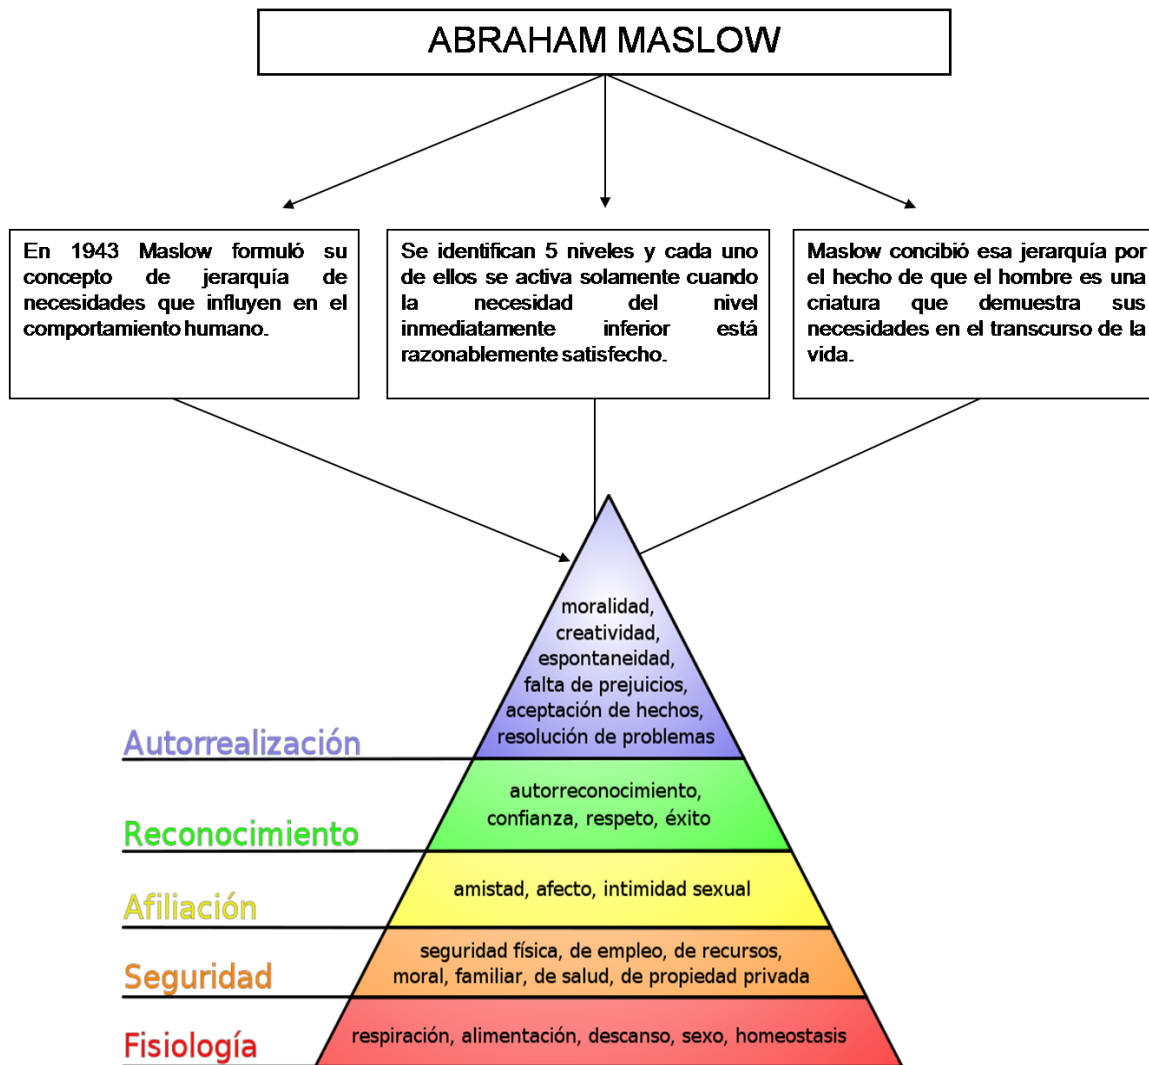 ABRAHAM MASLOW
En 1943 Maslow formuló su
concepto de jerarquía de
necesidades que influyen en el
comportamiento humano.
Se identifican 5 niveles y cada uno
de ellos se activa solamente cuando
la necesidad del nivel
inmediatamente inferior está
razonablemente satisfecho.
Maslow concibió esa jerarquía por
el hecho de que el hombre es una
criatura que demuestra sus
necesidades en el transcurso de la
vida.
moralidad,
creatividad,
espontaneidad,
falta de prejuicios,
aceptación de hechos,
resolución de problemas
Autorrealización
autorreconocimiento,
confianza, respeto, éxito
Reconocimiento
amistad, afecto, intimidad sexual
Afiliación
seguridad física, de empleo, de recursos,
moral, familiar, de salud, de propiedad privada
Seguridad
respiración, alimentación, descanso, sexo, homeostasis
Fisiología